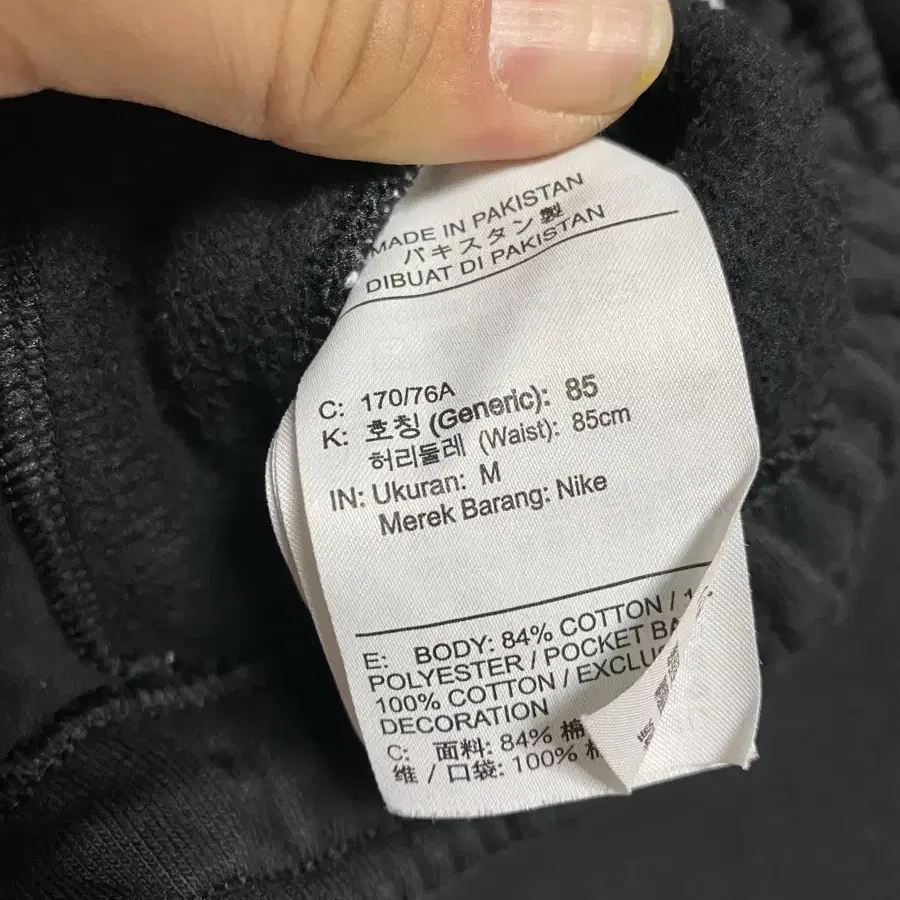 MADE IN PAKISTAN
パキスタン製
DIBUAT DI PAKISTAN
C: 170/76A
K: 호칭 (Generic): 85
허리둘레 (Waist): 85cm
IN: Ukuran: M
Merek Barang: Nike
E: BODY: 84% COTTON /
POLYESTER / POCKET
100% COTTON /
DECORATION
C: 面料: 84% 棉
维 / 口袋: 100%